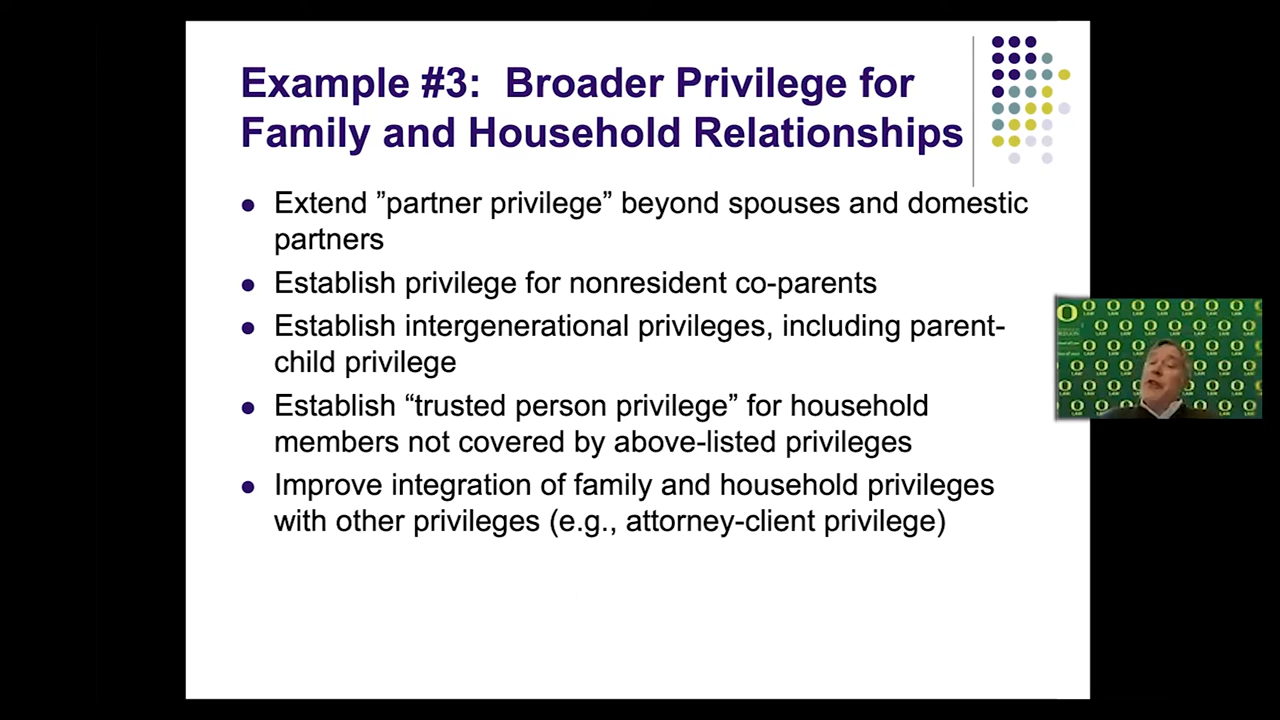 Example #3: Broader Privilege for
Family and Household Relationships
● Extend ”partner privilege” beyond spouses and domestic
partners
● Establish privilege for nonresident co-parents
● Establish intergenerational privileges, including parent-
child privilege
● Establish “trusted person privilege” for household
members not covered by above-listed privileges
● Improve integration of family and household privileges
with other privileges (e.g., attorney-client privilege)
O
LAW